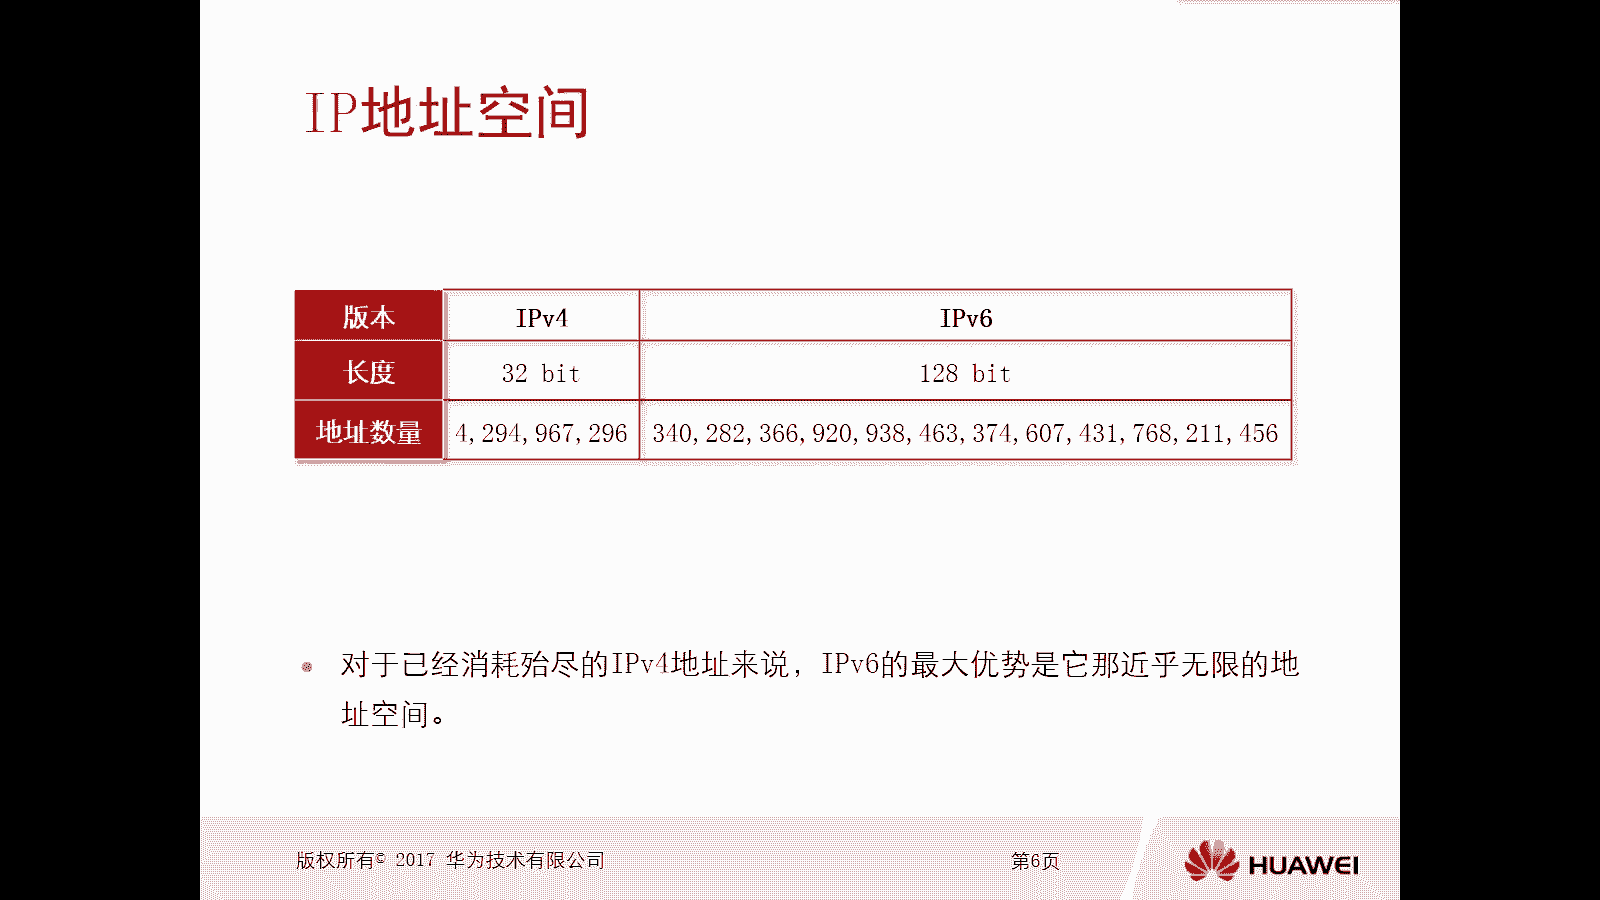 IP地址空间
版本 IPv4 IPv6
长度 32 bit 128 bit
地址数量 4,294,967,296 340,282,366,920,938,463,374,607,431,768,211,456
对于已经消耗殆尽的IPv4地址来说，IPv6的最大优势是它那近乎无限的地
址空间。
版权所有© 2017 华为技术有限公司
第6页
HUAWEI